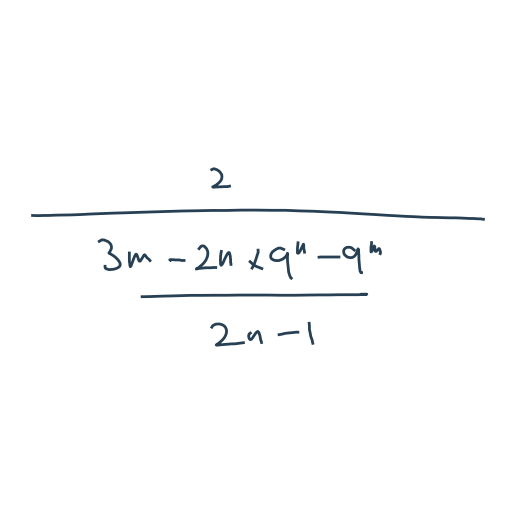 2
3m - 2n × 9ⁿ - 9ᵐ
2n - 1